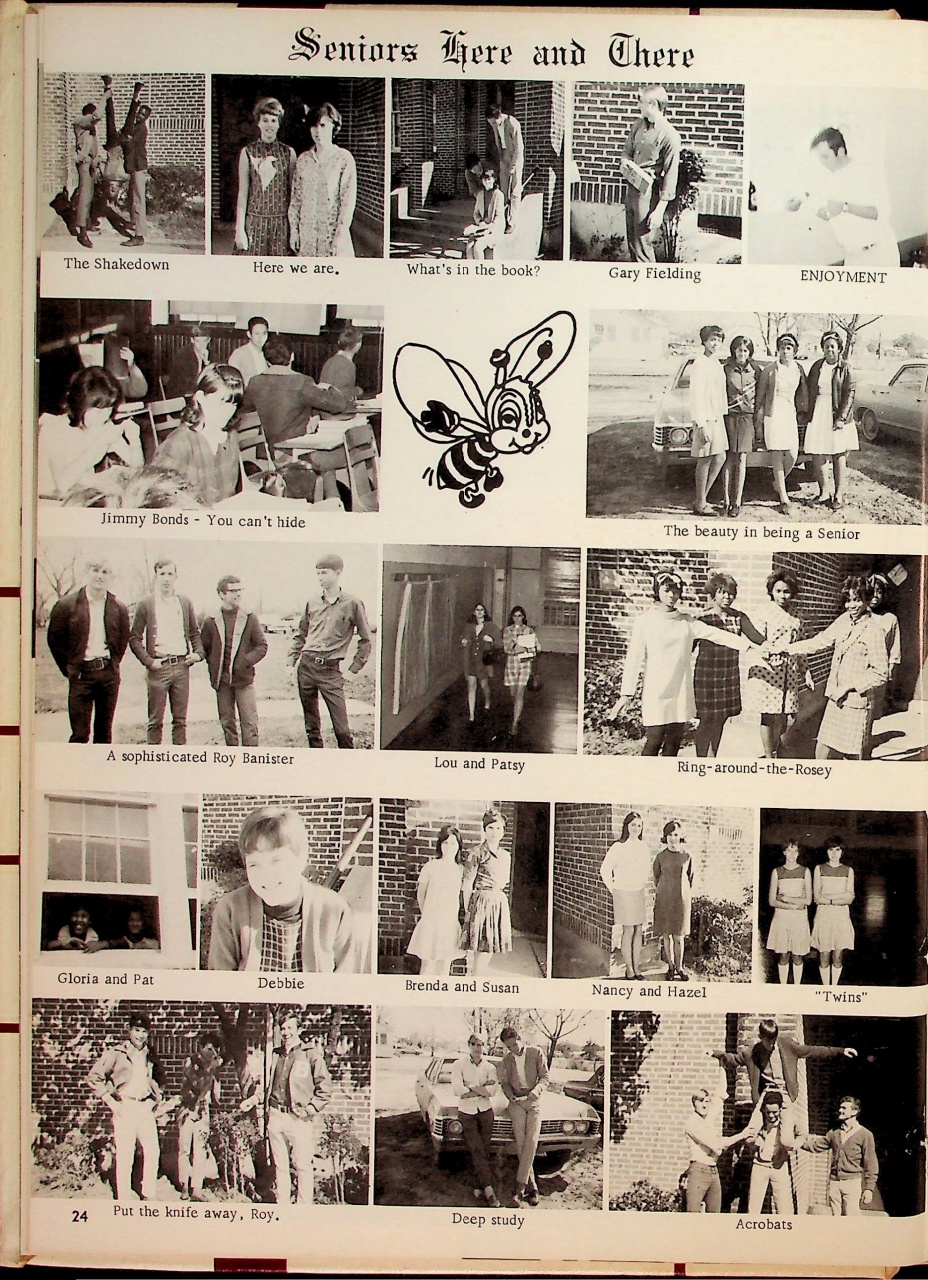 Seniors Here and There
The Shakedown
Here we are.
What's in the book?
Gary Fielding
ENJOYMENT
Jimmy Bonds - You can't hide
The beauty in being a Senior
A sophisticated Roy Banister
Lou and Patsy
Ring-around-the-Rosey
Gloria and Pat
Debbie
Brenda and Susan
Nancy and Hazel
"Twins"
Put the knife away, Roy.
Deep study
Acrobats
24